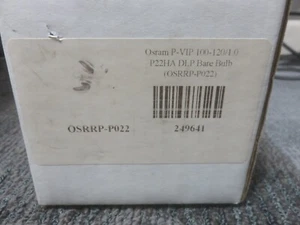 Osram P-VIP 100-120/1.0
P22HA DLP Bare Bulb
(OSRRP-P022)
OSRRP-P022
249641